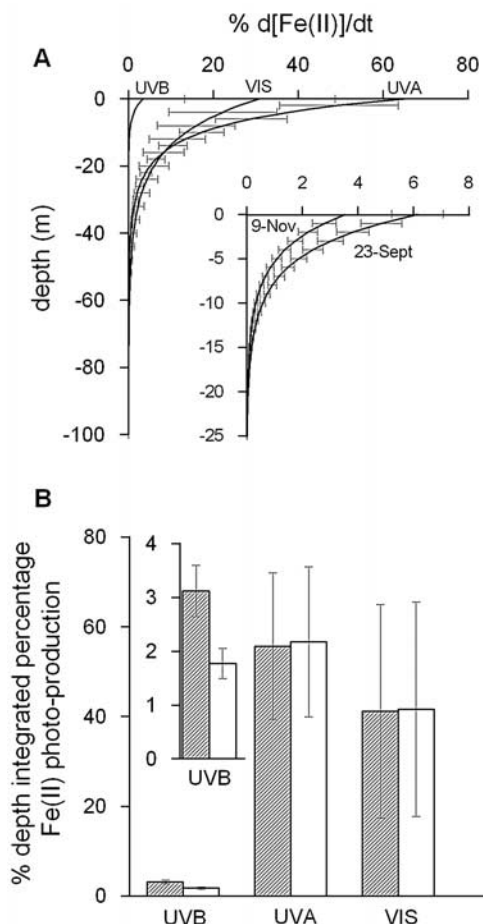 % d[Fe(II)]/dt
A
0 20 40 60 80
UVB VIS UVA
0
-20
-40
-60
-80
-100
depth (m)
0 2 4 6 8
0
-5
-10
-15
-20
-25
9-Nov
23-Sept
B
% depth integrated percentage
Fe(II) photo-production
80
60
40
20
0
4
3
2
1
0
UVB
UVB UVA VIS